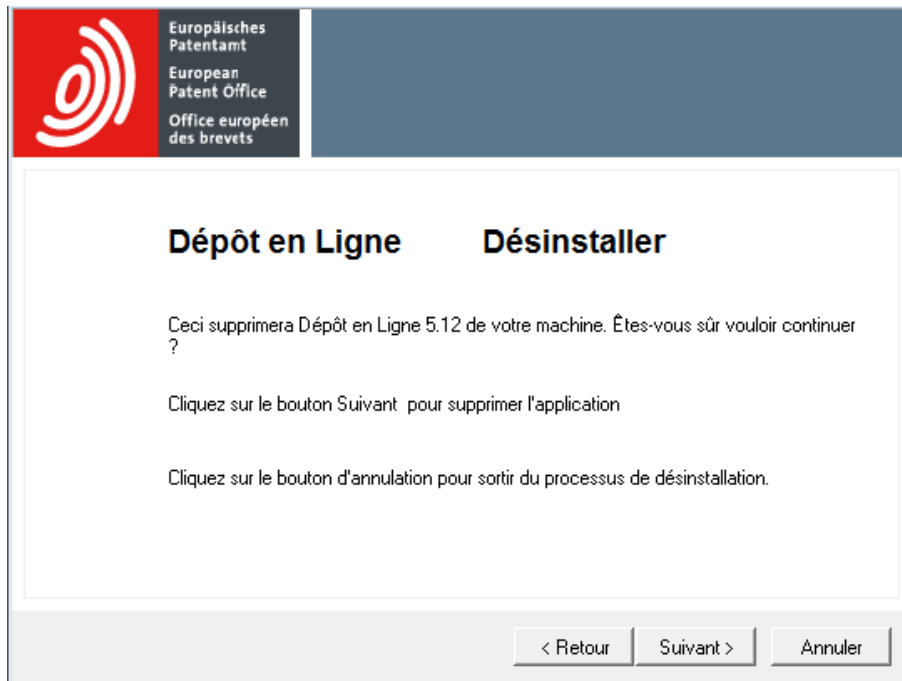 Europäisches
Patentamt
European
Patent Office
Office européen
des brevets
Dépôt en Ligne Désinstaller
Ceci supprimera Dépôt en Ligne 5.12 de votre machine. Êtes-vous sûr vouloir continuer
?
Cliquez sur le bouton Suivant pour supprimer l'application
Cliquez sur le bouton d'annulation pour sortir du processus de désinstallation.
< Retour Suivant > Annuler